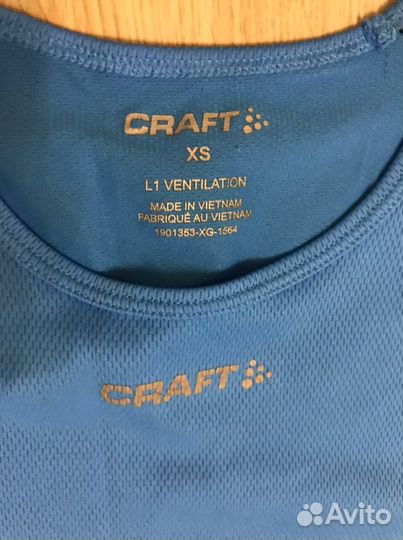 CRAFT
XS
L1 VENTILATION
MADE IN VIETNAM
FABRIQUÉ AU VIETNAM
1901353-XG-1564
CRAFT
Avito